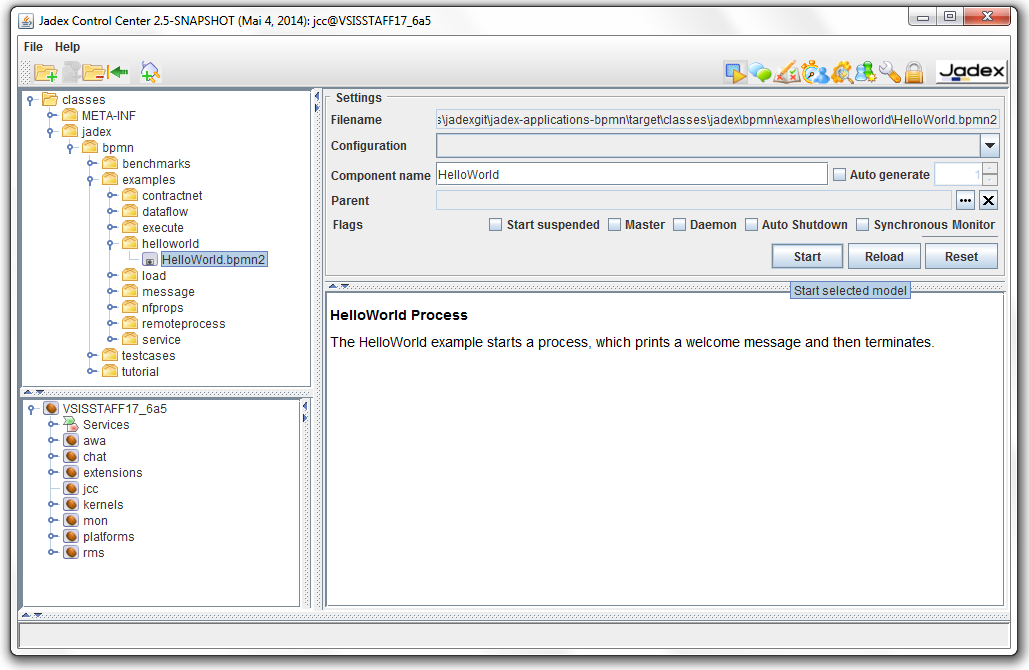 Jadex Control Center 2.5-SNAPSHOT (Mai 4, 2014): jcc@VSISSTAFF17_6a5
File Help
Jadex
classes
META-INF
jadex
bpmn
benchmarks
examples
contractnet
dataflow
execute
helloworld
HelloWorld.bpmn2
load
message
nfprops
remoteprocess
service
testcases
tutorial
VSISSTAFF17_6a5
Services
awa
chat
extensions
jcc
kernels
mon
platforms
rms
Settings
Filename s\jadexgit\jadex-applications-bpmn\target\classes\jadex\bpmn\examples\helloworld\HelloWorld.bpmn2
Configuration
Component name HelloWorld Auto generate 1
Parent ...
Flags Start suspended Master Daemon Auto Shutdown Synchronous Monitor
Start Reload Reset
Start selected model
HelloWorld Process
The HelloWorld example starts a process, which prints a welcome message and then terminates.